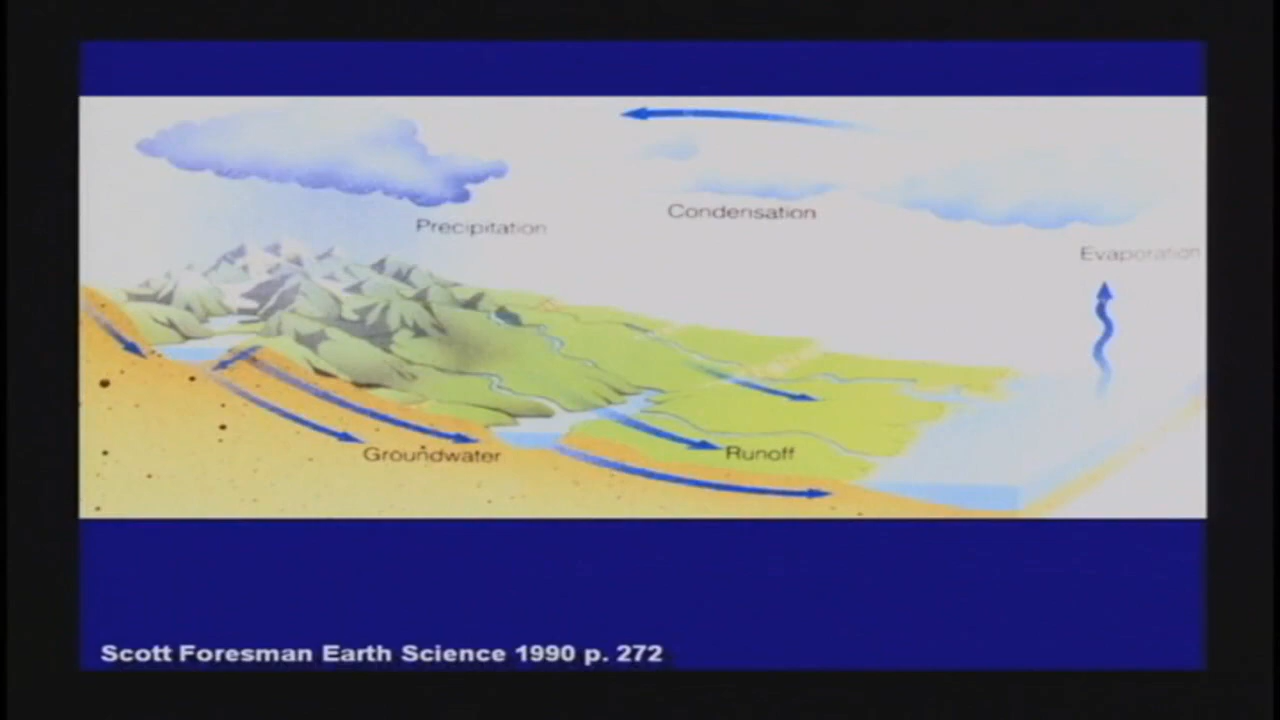 Precipitation
Condensation
Evaporation
Groundwater
Runoff
Scott Foresman Earth Science 1990 p. 272